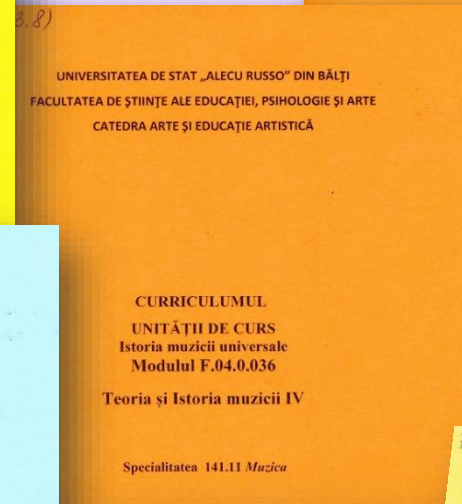 3.8)
UNIVERSITATEA DE STAT „ALECU RUSSO” DIN BĂLŢI
FACULTATEA DE ŞTIINŢE ALE EDUCAŢIEI, PSIHOLOGIE ŞI ARTE
CATEDRA ARTE ŞI EDUCAŢIE ARTISTICĂ
CURRICULUMUL
UNITĂŢII DE CURS
Istoria muzicii universale
Modulul F.04.0.036
Teoria şi Istoria muzicii IV
Specialitatea 141.11 Muzica